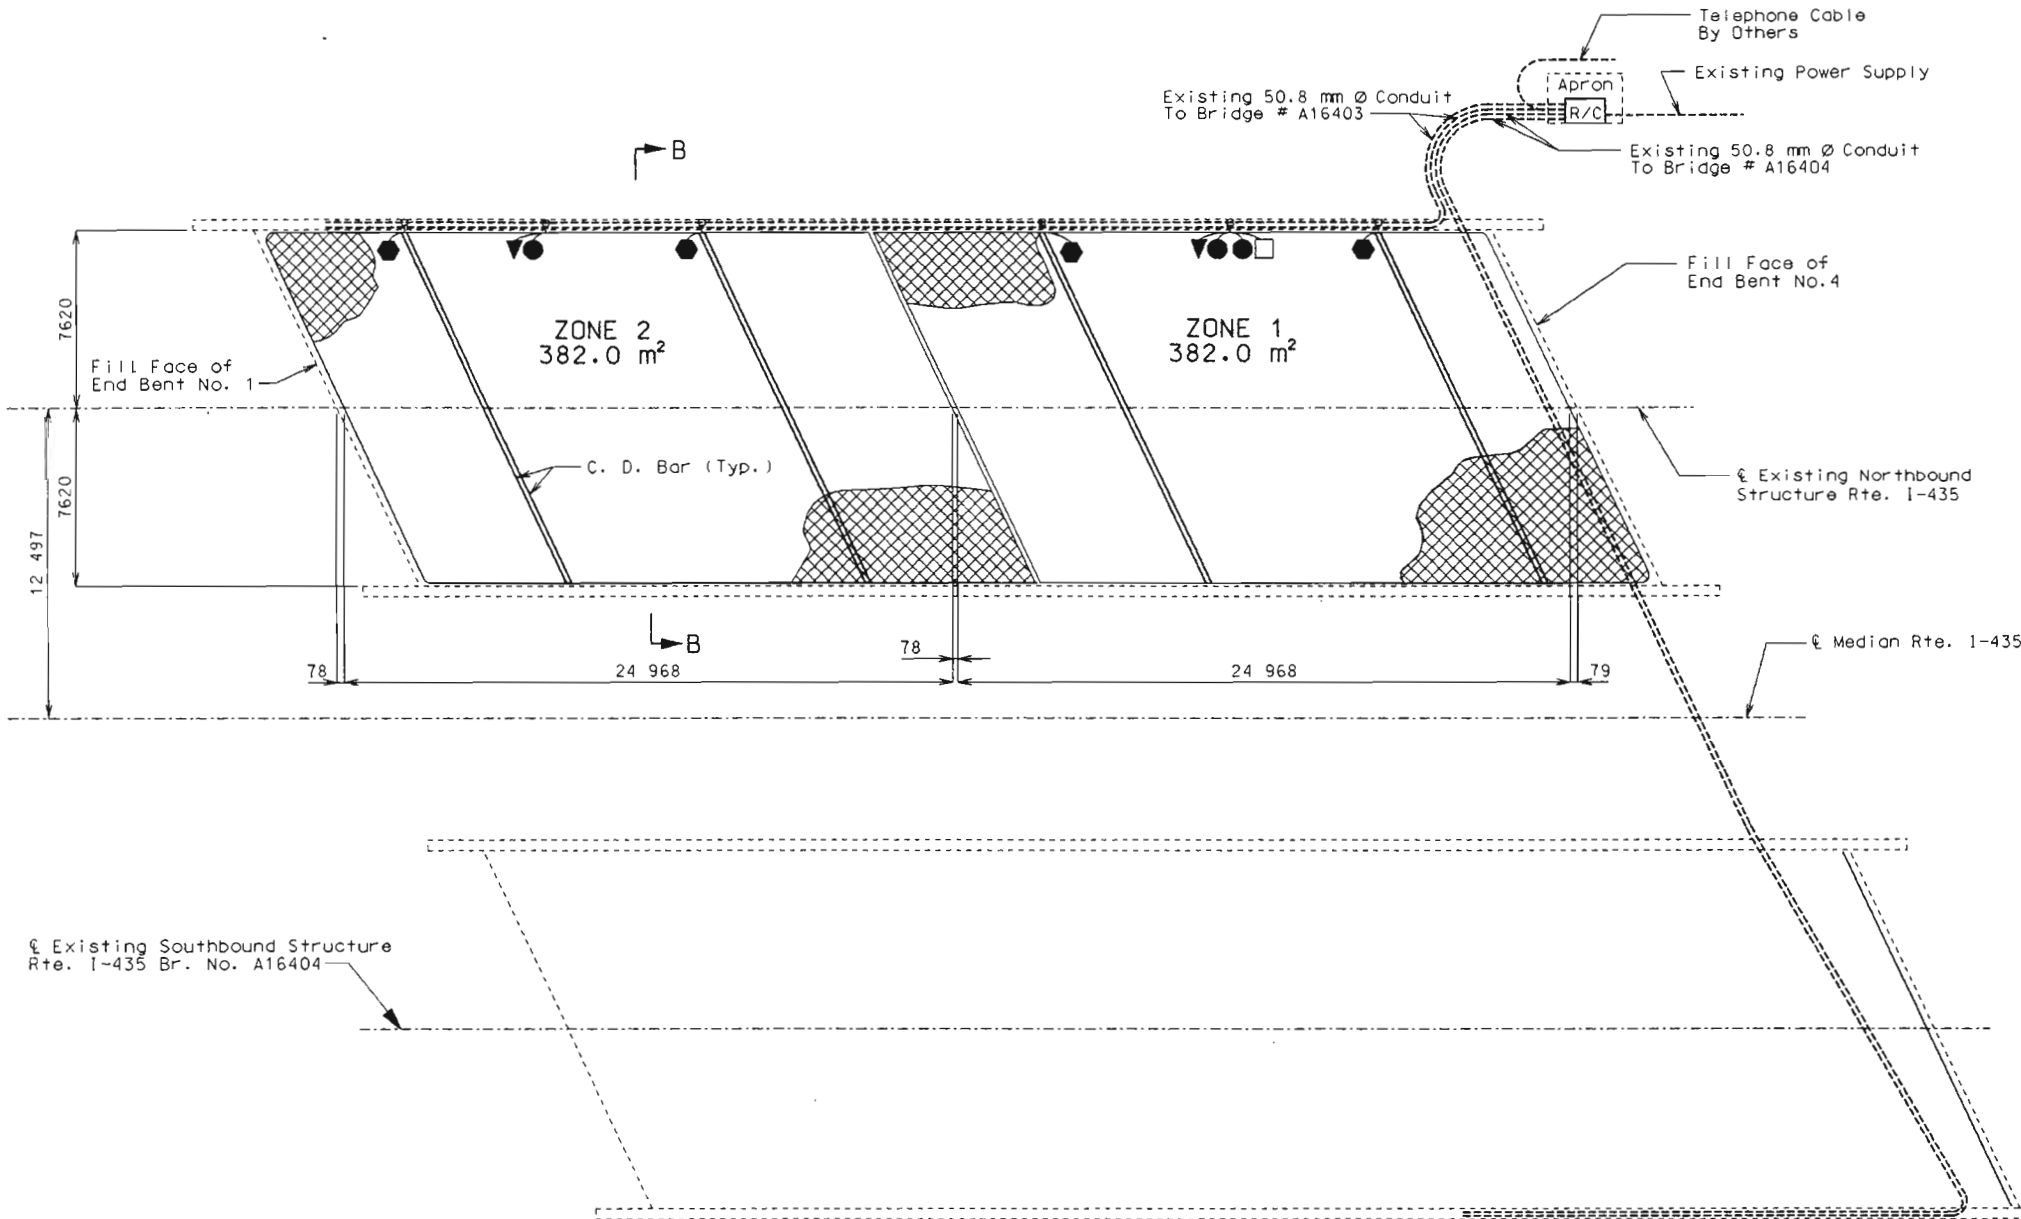 Telephone Cable
By Others
Existing Power Supply
Apron
R/C
Existing 50.8 mm Ø Conduit
To Bridge # A16403
Existing 50.8 mm Ø Conduit
To Bridge # A16404
B
Fill Face of
End Bent No.4
7620
ZONE 2
382.0 m²
ZONE 1
382.0 m²
Fill Face of
End Bent No. 1
C. D. Bar (Typ.)
7620
12 497
℄ Existing Northbound
Structure Rte. I-435
B
℄ Median Rte. I-435
78
24 968
78
24 968
79
℄ Existing Southbound Structure
Rte. I-435 Br. No. A16404